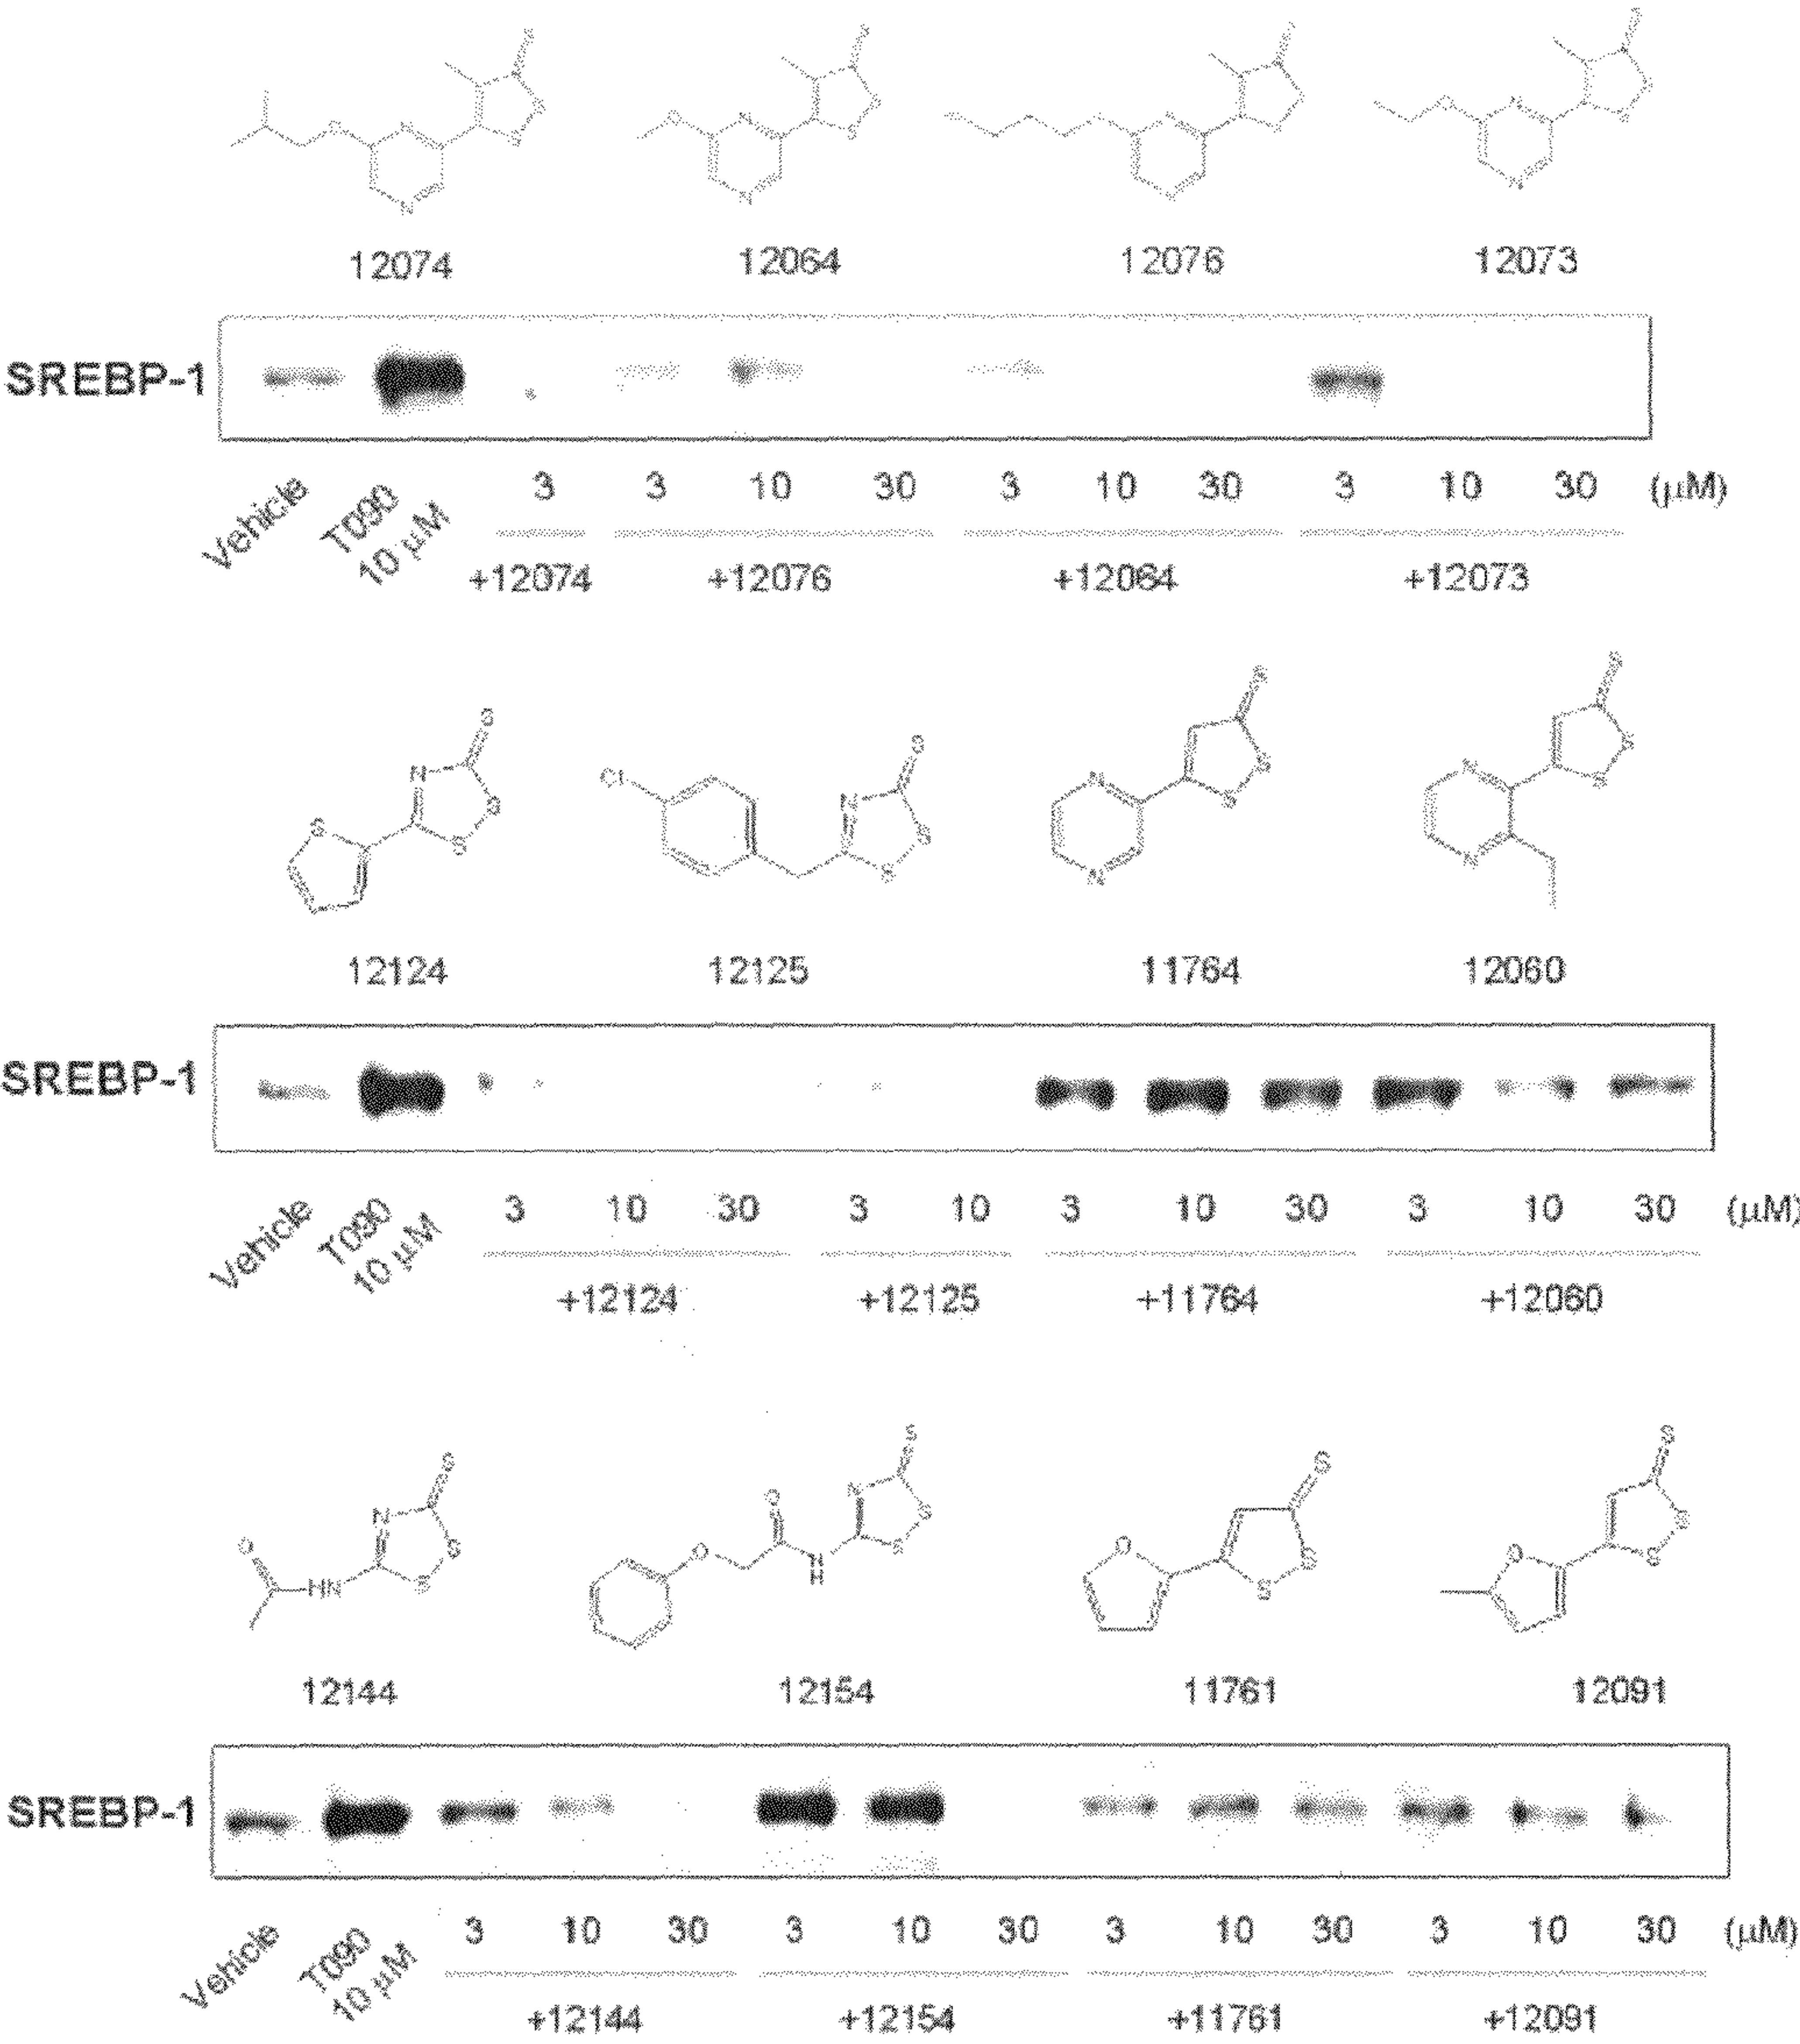 12074 12064 12076 12073
SREBP-1
3 3 10 30 3 10 30 3 10 30 (µM)
Vehicle T090 10 µM
+12074 +12076 +12064 +12073
S S
N Cl N S N S
S S S S S S N S N S
N N
12124 12125 11764 12060
SREBP-1
3 10 30 3 10 3 10 30 3 10 30 (µM)
Vehicle T090 10 µM
+12124 +12125 +11764 +12060
S S S S
N O N S O S
O HN S S O N H S S O S S
12144 12154 11761 12091
SREBP-1
3 10 30 3 10 30 3 10 30 3 10 30 (µM)
Vehicle T090 10 µM
+12144 +12154 +11761 +12091